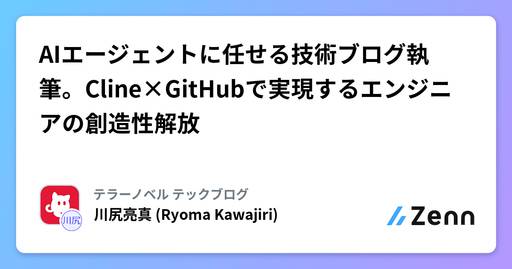 AIエージェントに任せる技術ブログ執
筆。Cline×GitHubで実現するエンジニ
アの創造性解放
テラーノベル テックブログ
川尻亮真 (Ryoma Kawajiri)
川尻
Zenn